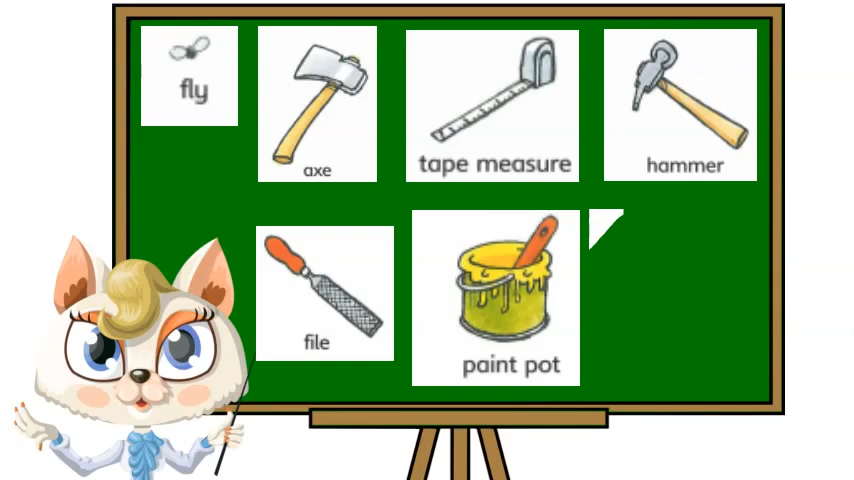 fly
axe
tape measure
hammer
file
paint pot